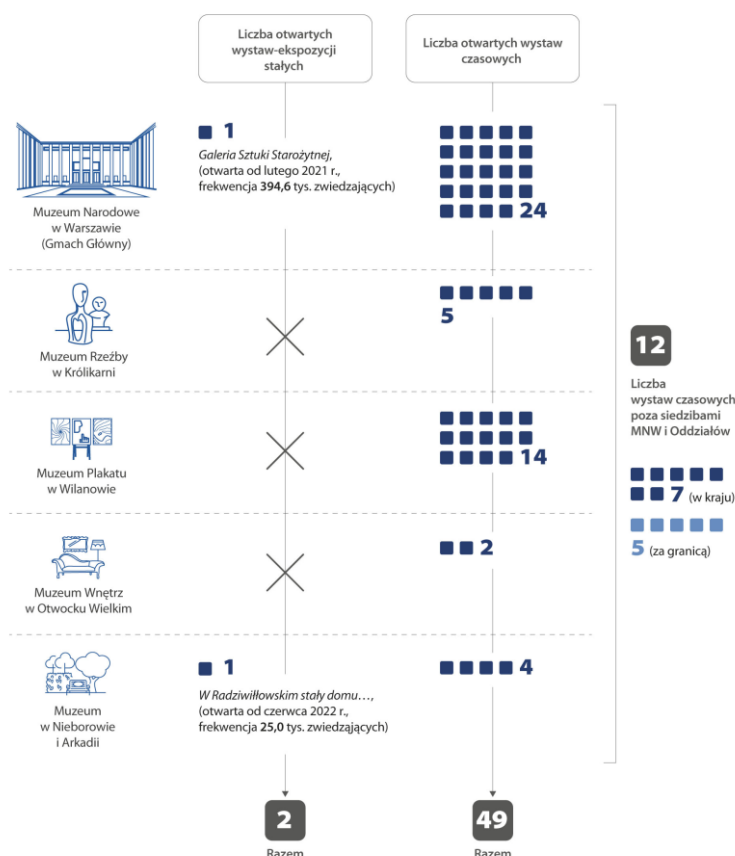 Liczba otwartych
wystaw-ekspozycji
stałych
Liczba otwartych wystaw
czasowych
1
Galeria Sztuki Starożytnej,
(otwarta od lutego 2021 r.,
frekwencja 394,6 tys. zwiedzających)
24
Muzeum Narodowe
w Warszawie
(Gmach Główny)
5
Muzeum Rzeźby
w Królikarni
14
Muzeum Plakatu
w Wilanowie
2
Muzeum Wnętrz
w Otwocku Wielkim
1
W Radziwiłłowskim stały domu...,
(otwarta od czerwca 2022 r.,
frekwencja 25,0 tys. zwiedzających)
4
Muzeum
w Nieborowie
i Arkadii
12
Liczba
wystaw czasowych
poza siedzibami
MNW i Oddziałów
7 (w kraju)
5 (za granicą)
2
Razem
49
Razem